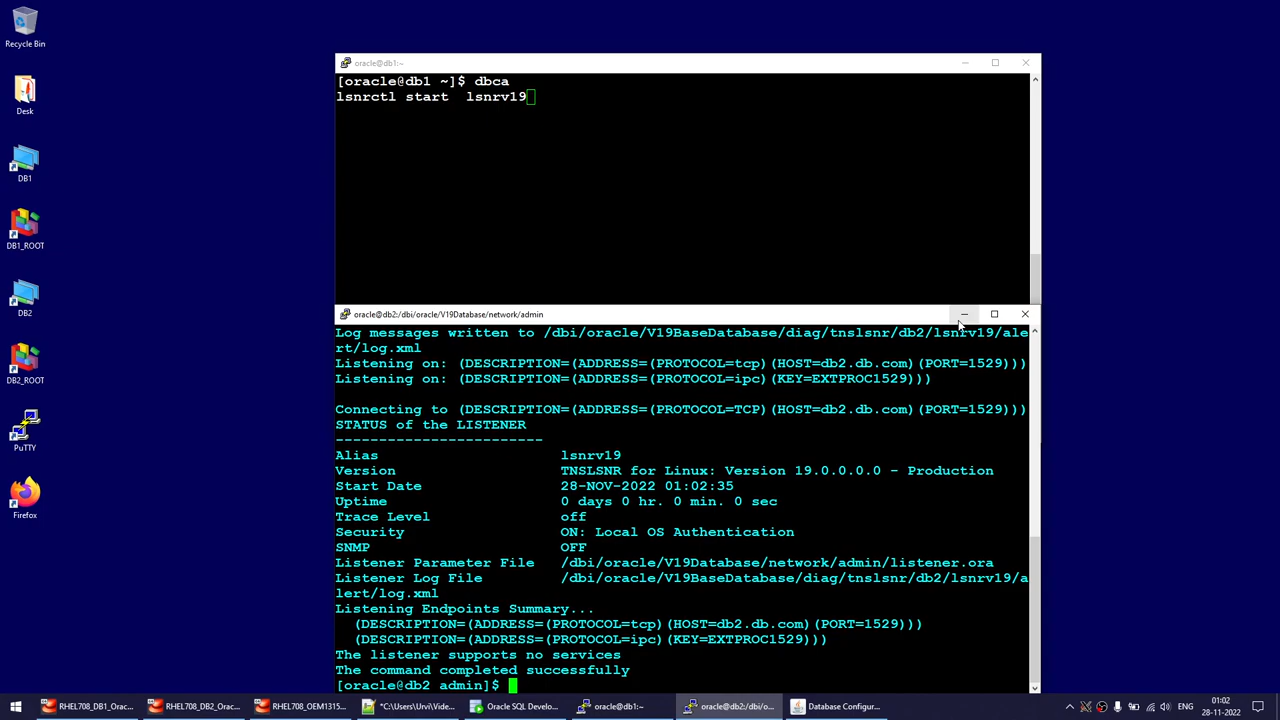 Recycle Bin
Desk
DB1
DB1_ROOT
DB2
DB2_ROOT
PuTTY
Firefox
oracle@db1:~
[oracle@db1 ~]$ dbca
lsnrctl start  lsnrv19
oracle@db2:/dbi/oracle/V19Database/network/admin
Log messages written to /dbi/oracle/V19BaseDatabase/diag/tnslsnr/db2/lsnrv19/ale
rt/log.xml
Listening on: (DESCRIPTION=(ADDRESS=(PROTOCOL=tcp)(HOST=db2.db.com)(PORT=1529)))
Listening on: (DESCRIPTION=(ADDRESS=(PROTOCOL=ipc)(KEY=EXTPROC1529)))
Connecting to (DESCRIPTION=(ADDRESS=(PROTOCOL=TCP)(HOST=db2.db.com)(PORT=1529)))
STATUS of the LISTENER
------------------------
Alias                     lsnrv19
Version                   TNSLSNR for Linux: Version 19.0.0.0.0 - Production
Start Date                28-NOV-2022 01:02:35
Uptime                    0 days 0 hr. 0 min. 0 sec
Trace Level               off
Security                  ON: Local OS Authentication
SNMP                      OFF
Listener Parameter File   /dbi/oracle/V19Database/network/admin/listener.ora
Listener Log File         /dbi/oracle/V19BaseDatabase/diag/tnslsnr/db2/lsnrv19/a
lert/log.xml
Listening Endpoints Summary...
(DESCRIPTION=(ADDRESS=(PROTOCOL=tcp)(HOST=db2.db.com)(PORT=1529)))
(DESCRIPTION=(ADDRESS=(PROTOCOL=ipc)(KEY=EXTPROC1529)))
The listener supports no services
The command completed successfully
[oracle@db2 admin]$
RHEL708_DB1_Orac... RHEL708_DB2_Orac... RHEL708_OEM1315... *C:\Users\Urvi\Vide... Oracle SQL Develo... oracle@db1:~ oracle@db2:/dbi/o... Database Configur... ENG 01:02
28-11-2022